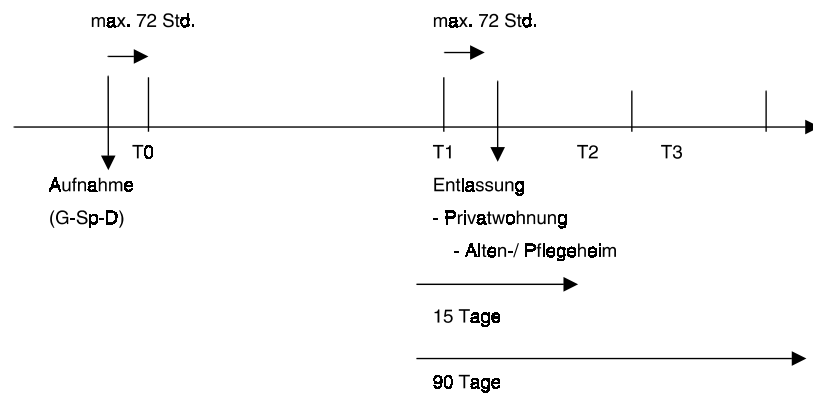 max. 72 Std. max. 72 Std.
T0 T1 T2 T3
Aufnahme Entlassung
(G-Sp-D) - Privatwohnung
- Alten-/ Pflegeheim
15 Tage
90 Tage